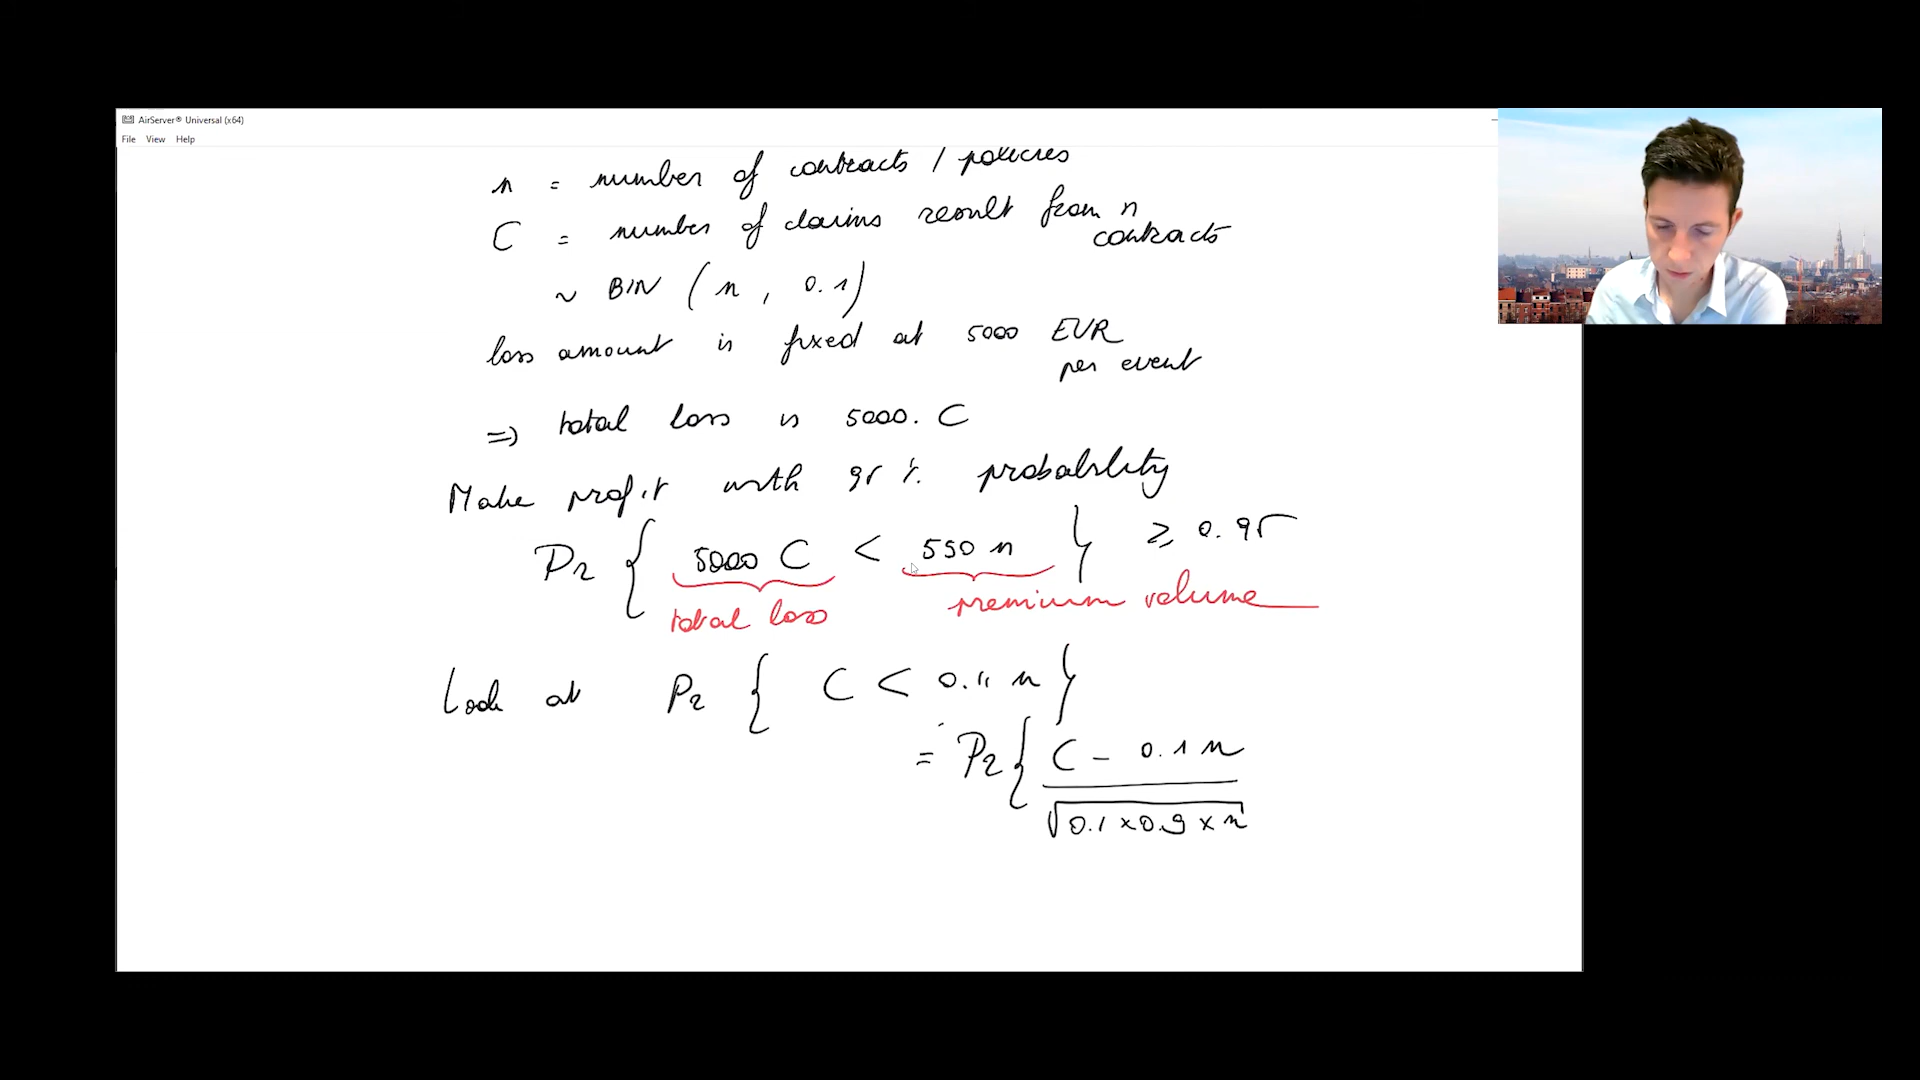 AirServer® Universal (x64)
File View Help
n = number of contracts / policies
C = number of claims result from n
contracts
~ BIN (n, 0.1)
loss amount is fixed at 5000 EUR
per event
=> total loss is 5000. C
Make profit with 95 % probability
Pr { 5000 C < 550 n } ≥ 0.95
total loss premium volume
Look at Pr { C < 0.11 n }
= Pr { C - 0.1 n
√0.1 x 0.9 x n